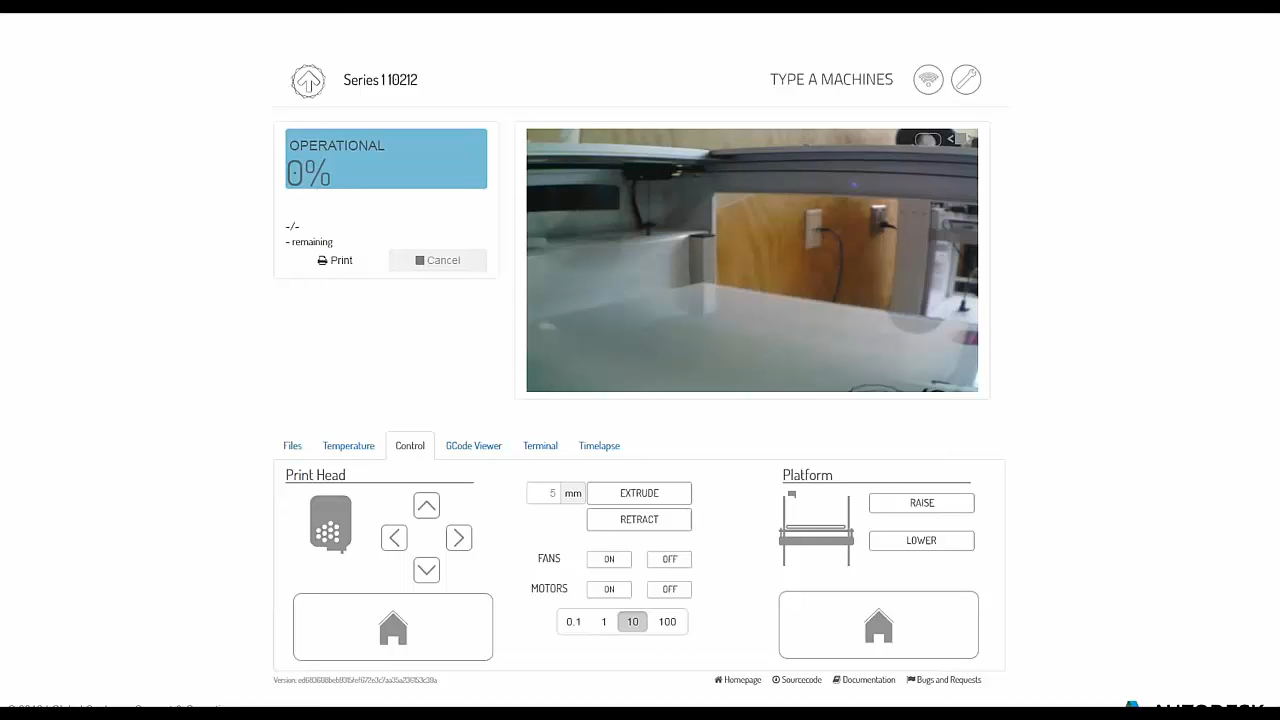 Series 1 10212
TYPE A MACHINES
OPERATIONAL
0%
-/-
- remaining
Print
Cancel
Files
Temperature
Control
GCode Viewer
Terminal
Timelapse
Print Head
5 mm
EXTRUDE
RETRACT
FANS
ON
OFF
MOTORS
ON
OFF
0.1
1
10
100
Platform
RAISE
LOWER
Version:
Homepage
Sourcecode
Documentation
Bugs and Requests
AUTODESK